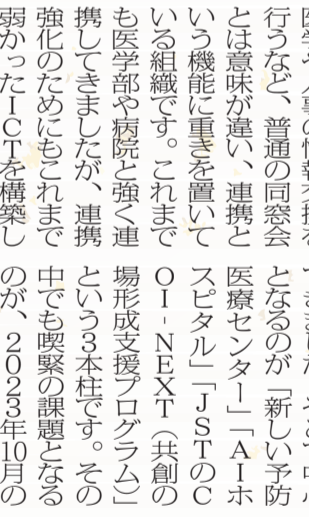 行うなど、普通の同窓会
とは意味が違い、連携と
いう機能に重きを置いて
いる組織です。これまで
も医学部や病院と強く連
携してきましたが、連携
強化のためにもこれまで
弱かったICTを構築し
となるのが「新しい予防
医療センター」「AIホ
スピタル」「JSTのC
OI-NEXT（共創の
場形成支援プログラム）」
という3本柱です。その
中でも喫緊の課題となる
のが、2023年10月の